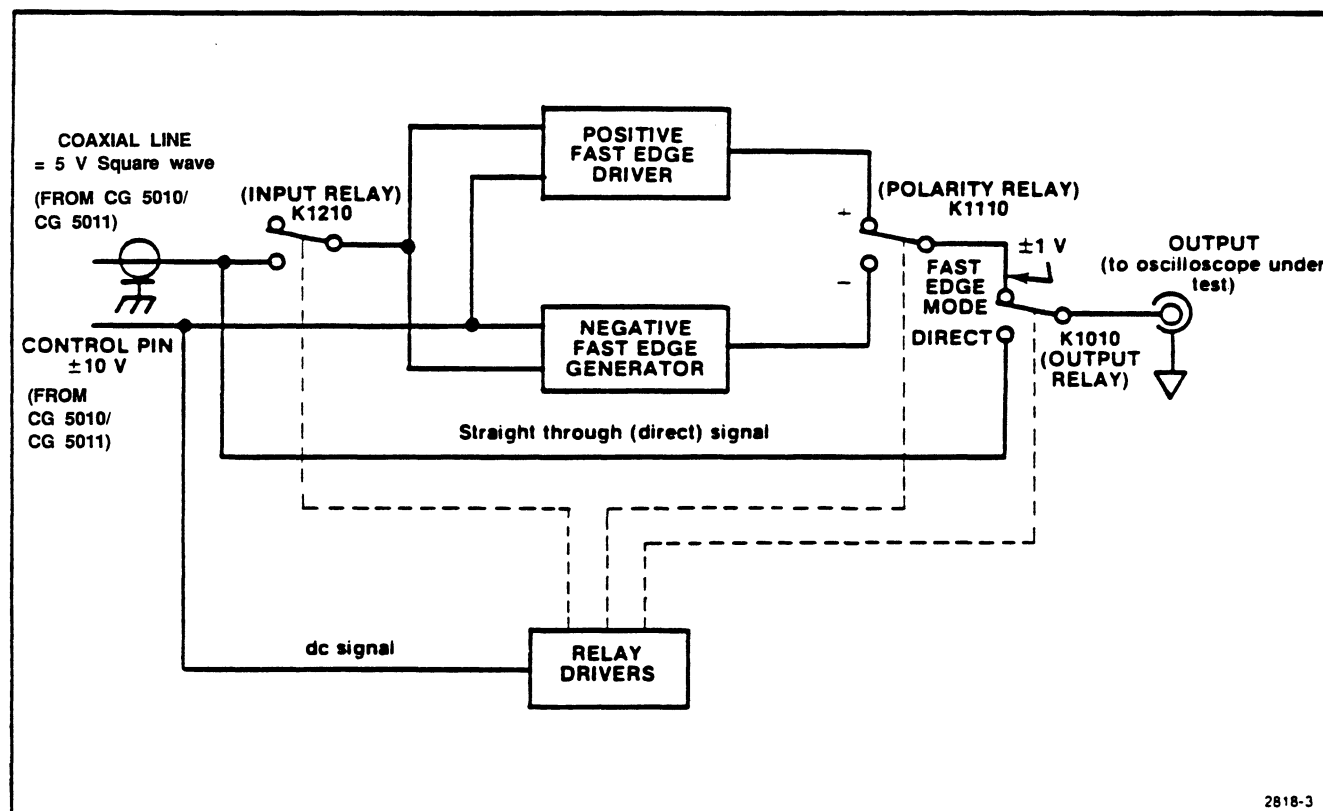 COAXIAL LINE
= 5 V Square wave
(FROM CG 5010/
CG 5011)
(INPUT RELAY)
K1210
POSITIVE
FAST EDGE
DRIVER
+
(POLARITY RELAY)
K1110
±1 V
OUTPUT
(to oscilloscope under
test)
−
FAST
EDGE
MODE
DIRECT
K1010
(OUTPUT
RELAY)
CONTROL PIN
±10 V
(FROM
CG 5010/
CG 5011)
NEGATIVE
FAST EDGE
GENERATOR
Straight through (direct) signal
dc signal
RELAY
DRIVERS
2818-3